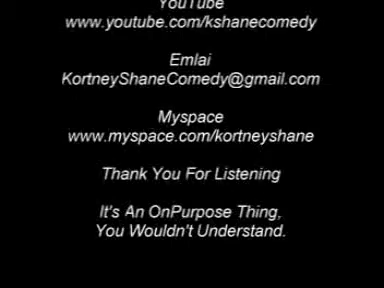 YouTube
www.youtube.com/kshanecomedy
Emlai
KortneyShaneComedy@gmail.com
Myspace
www.myspace.com/kortneyshane
Thank You For Listening
It's An OnPurpose Thing,
You Wouldn't Understand.